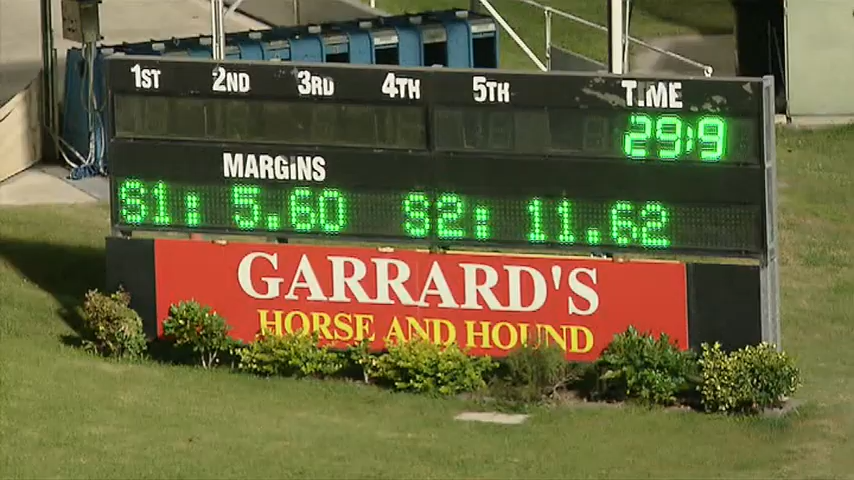 1ST 2ND 3RD 4TH 5TH TIME
29:9
MARGINS
S1: 5.60 S2: 11.62
GARRARD'S
HORSE AND HOUND